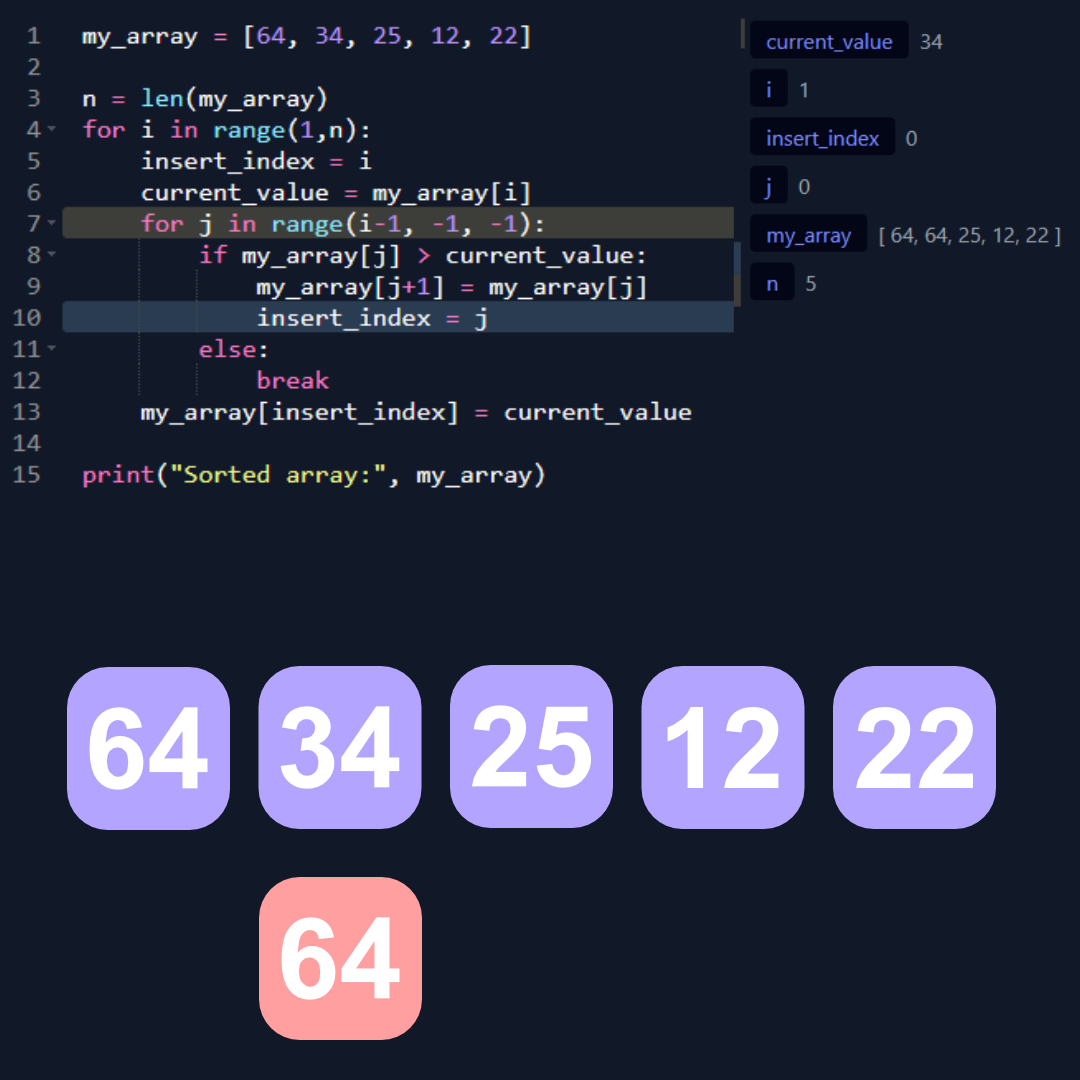 1 my_array = [64, 34, 25, 12, 22]
2
3 n = len(my_array)
4 for i in range(1,n):
5     insert_index = i
6     current_value = my_array[i]
7     for j in range(i-1, -1, -1):
8         if my_array[j] > current_value:
9             my_array[j+1] = my_array[j]
10             insert_index = j
11         else:
12             break
13     my_array[insert_index] = current_value
14
15 print("Sorted array:", my_array)
current_value 34
i 1
insert_index 0
j 0
my_array [ 64, 64, 25, 12, 22 ]
n 5
64 34 25 12 22
64